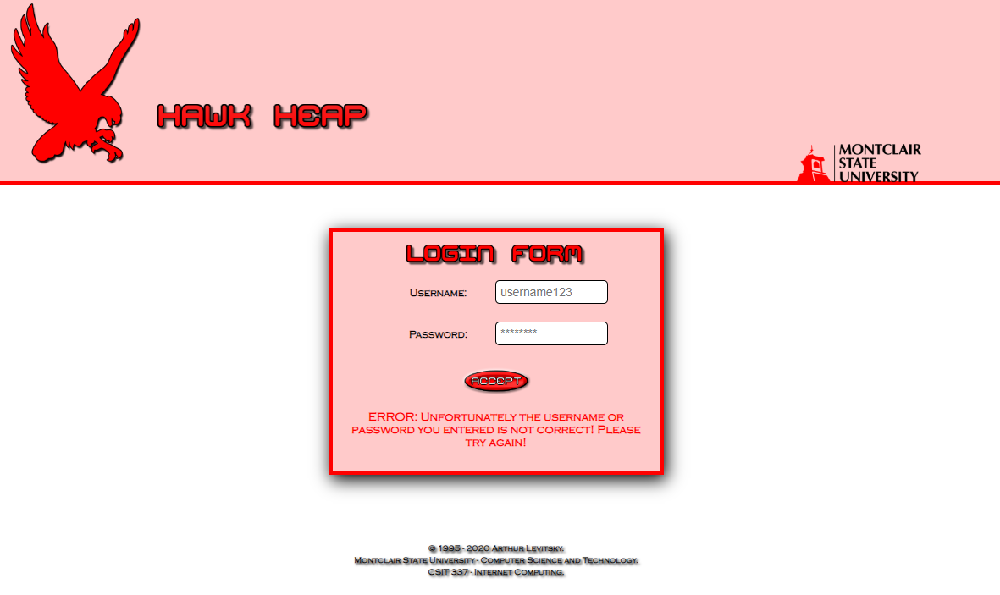 HAWK HEAP
MONTCLAIR
STATE
UNIVERSITY
LOGIN FORM
Username: username123
Password: ********
ACCEPT
ERROR: Unfortunately the username or
password you entered is not correct! Please
try again!
© 1995 - 2020 Arthur Levitsky.
Montclair State University - Computer Science and Technology.
CSIT 337 - Internet Computing.